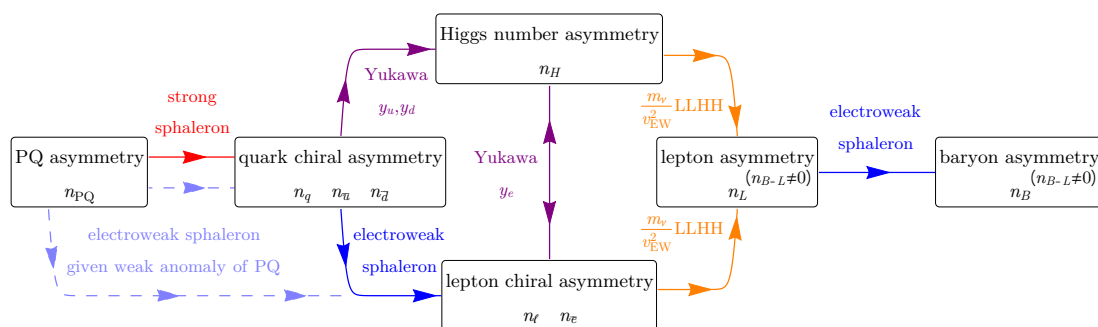 Higgs number asymmetry
n_H
Yukawa
y_u,y_d
m_ν/v²_EW LLHH
strong
sphaleron
electroweak
sphaleron
PQ asymmetry
n_PQ
quark chiral asymmetry
n_q n_ū n_d̄
Yukawa
y_e
lepton asymmetry
(n_B-L≠0)
n_L
baryon asymmetry
(n_B-L≠0)
n_B
electroweak sphaleron
given weak anomaly of PQ
electroweak
sphaleron
m_ν/v²_EW LLHH
lepton chiral asymmetry
n_ℓ n_ē